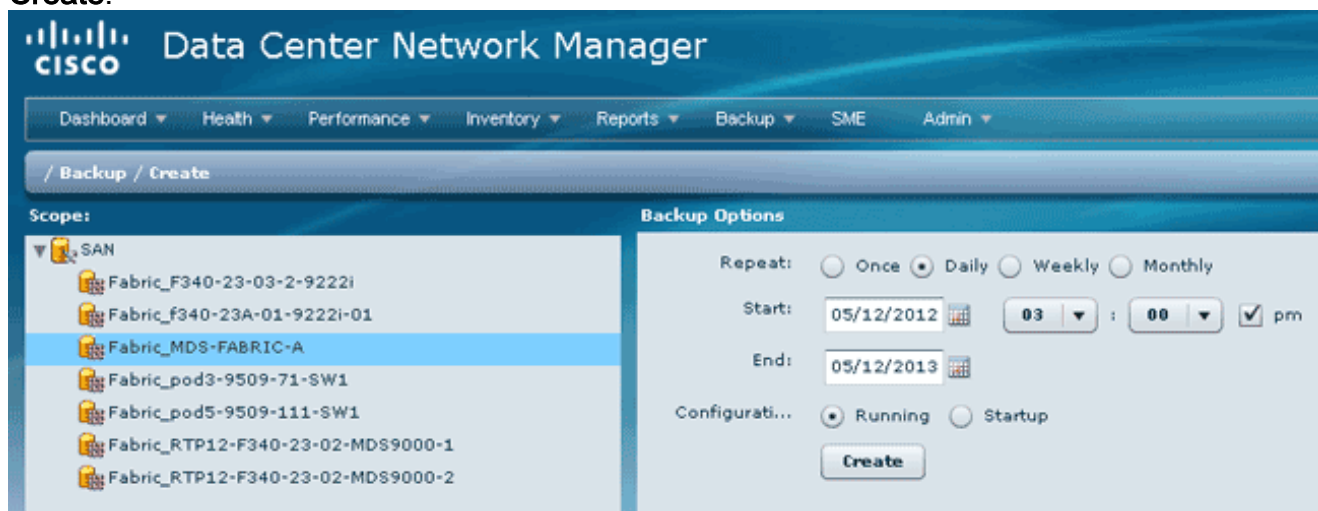 Create.
CISCO Data Center Network Manager
Dashboard Health Performance Inventory Reports Backup SME Admin
/ Backup / Create
Scope:
SAN
Fabric_F340-23-03-2-9222i
Fabric_f340-23A-01-9222i-01
Fabric_MDS-FABRIC-A
Fabric_pod3-9509-71-SW1
Fabric_pod5-9509-111-SW1
Fabric_RTP12-F340-23-02-MDS9000-1
Fabric_RTP12-F340-23-02-MDS9000-2
Backup Options
Repeat: Once Daily Weekly Monthly
Start: 05/12/2012 03 : 00 pm
End: 05/12/2013
Configurati... Running Startup
Create